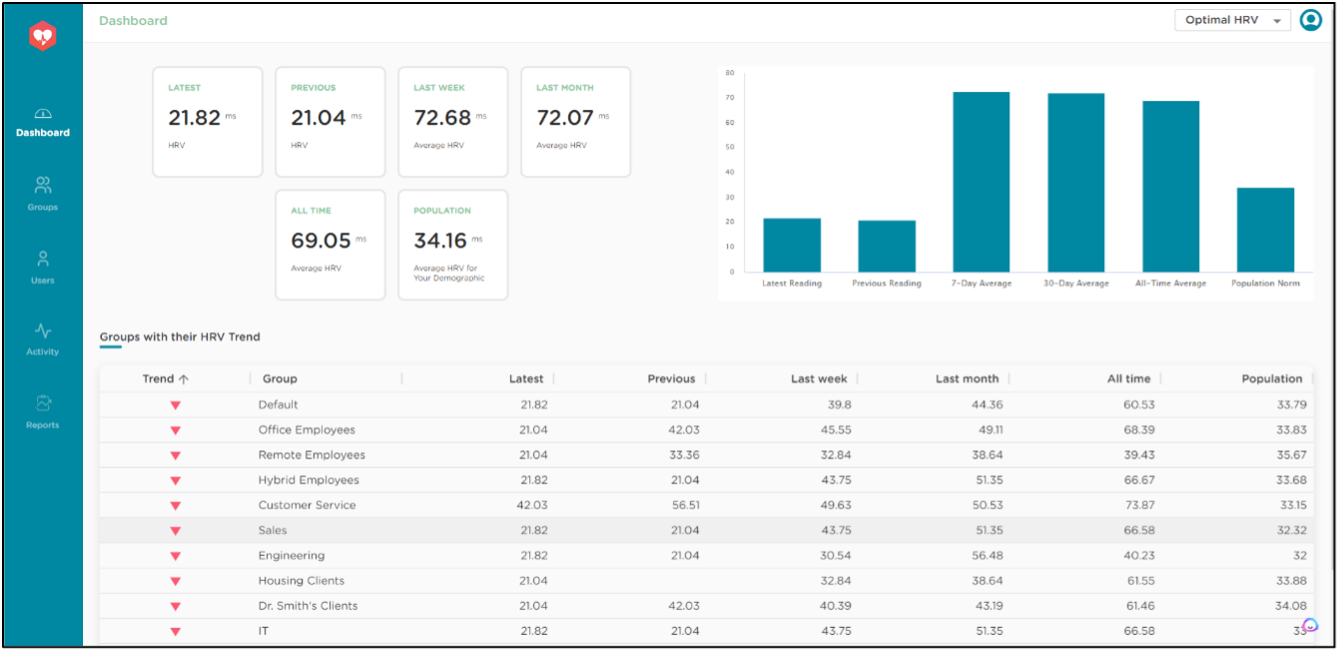 Dashboard
Optimal HRV
Dashboard
Groups
Users
Activity
Reports
LATEST
21.82 ms
HRV
PREVIOUS
21.04 ms
HRV
LAST WEEK
72.68 ms
Average HRV
LAST MONTH
72.07 ms
Average HRV
ALL TIME
69.05 ms
Average HRV
POPULATION
34.16 ms
Average HRV for
Your Demographic
80
70
60
50
40
30
20
10
0
Latest Reading Previous Reading 7-Day Average 30-Day Average All-Time Average Population Norm
Groups with their HRV Trend
Trend Group Latest Previous Last week Last month All time Population
Default 21.82 21.04 39.8 44.36 60.53 33.79
Office Employees 21.04 42.03 45.55 49.11 68.39 33.83
Remote Employees 21.04 33.36 32.84 38.64 39.43 35.67
Hybrid Employees 21.82 21.04 43.75 51.35 66.67 33.68
Customer Service 42.03 56.51 49.63 50.53 73.87 33.15
Sales 21.82 21.04 43.75 51.35 66.58 32.32
Engineering 21.82 21.04 30.54 56.48 40.23 32
Housing Clients 21.04 32.84 38.64 61.55 33.88
Dr. Smith's Clients 21.04 42.03 40.39 43.19 61.46 34.08
IT 21.82 21.04 43.75 51.35 66.58